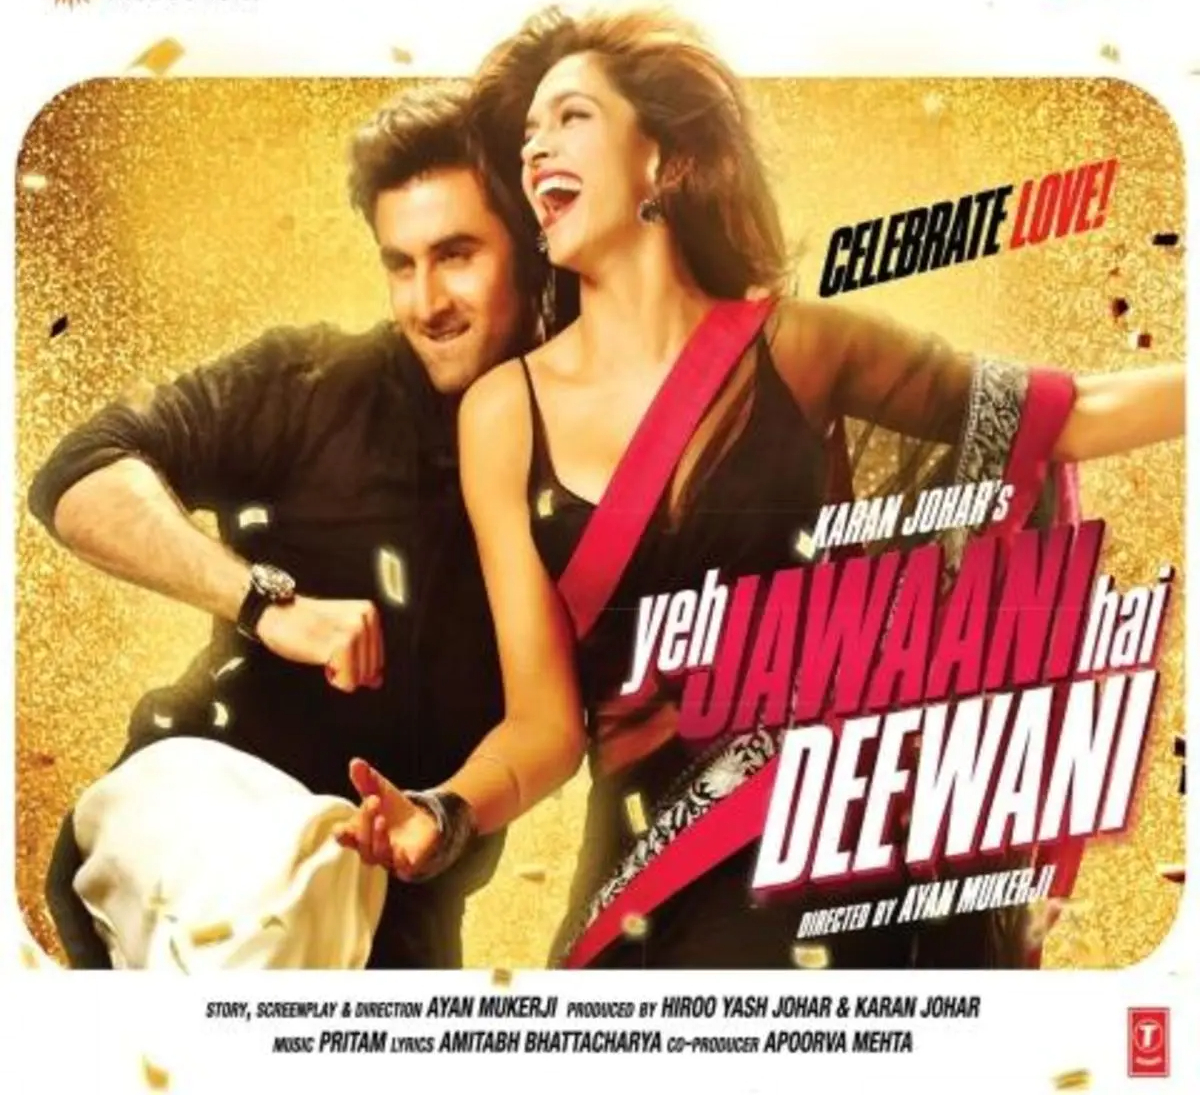 CELEBRATE LOVE!
KARAN JOHAR'S
yeh JAWAANI hai
DEEWANI
DIRECTED BY AYAN MUKERJI
STORY, SCREENPLAY & DIRECTION AYAN MUKERJI PRODUCED BY HIROO YASH JOHAR & KARAN JOHAR
MUSIC PRITAM LYRICS AMITABH BHATTACHARYA CO-PRODUCER APOORVA MEHTA
T